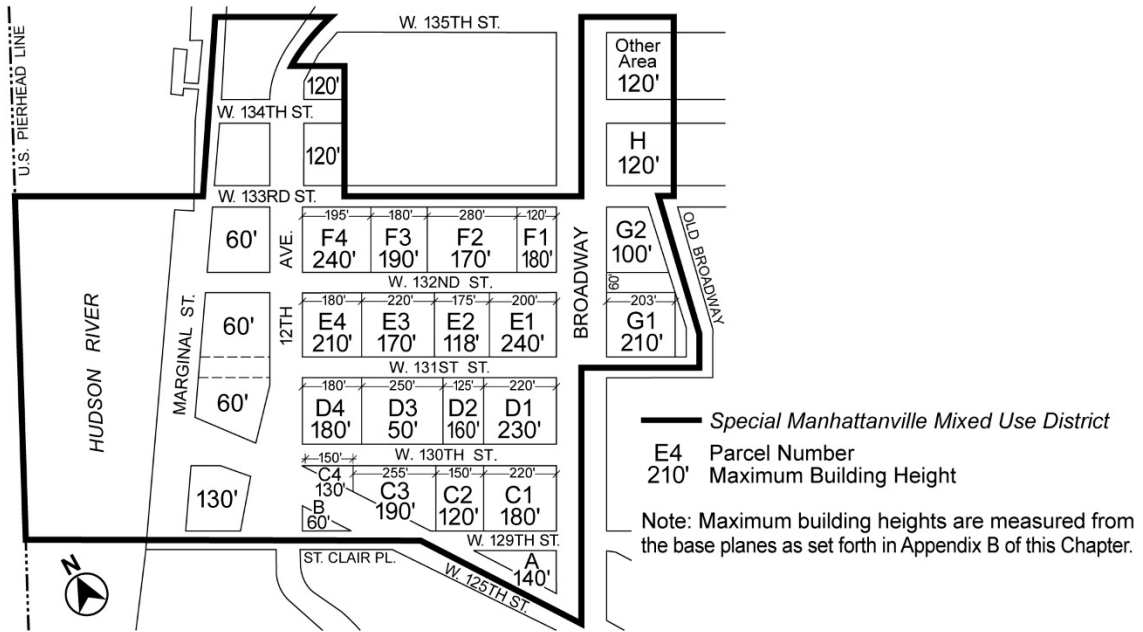 W. 135TH ST.
U.S. PIERHEAD LINE
Other
Area
120'
120'
W. 134TH ST.
120'
H
120'
W. 133RD ST.
195' 180' 280' 120'
60'
AVE.
F4 F3 F2 F1
240' 190' 170' 180'
G2
100'
OLD BROADWAY
W. 132ND ST.
60'
180' 220' 175' 200'
203'
60'
12TH
E4 E3 E2 E1
210' 170' 118' 240'
BROADWAY
G1
210'
HUDSON RIVER
MARGINAL ST.
W. 131ST ST.
60'
180' 250' 125' 220'
D4 D3 D2 D1
180' 50' 160' 230'
W. 130TH ST.
150'
C4
130'
255' 150' 220'
C3 C2 C1
190' 120' 180'
130'
B
60'
W. 129TH ST.
ST. CLAIR PL.
A
140'
W. 125TH ST.
N
Special Manhattanville Mixed Use District
E4 Parcel Number
210' Maximum Building Height
Note: Maximum building heights are measured from
the base planes as set forth in Appendix B of this Chapter.